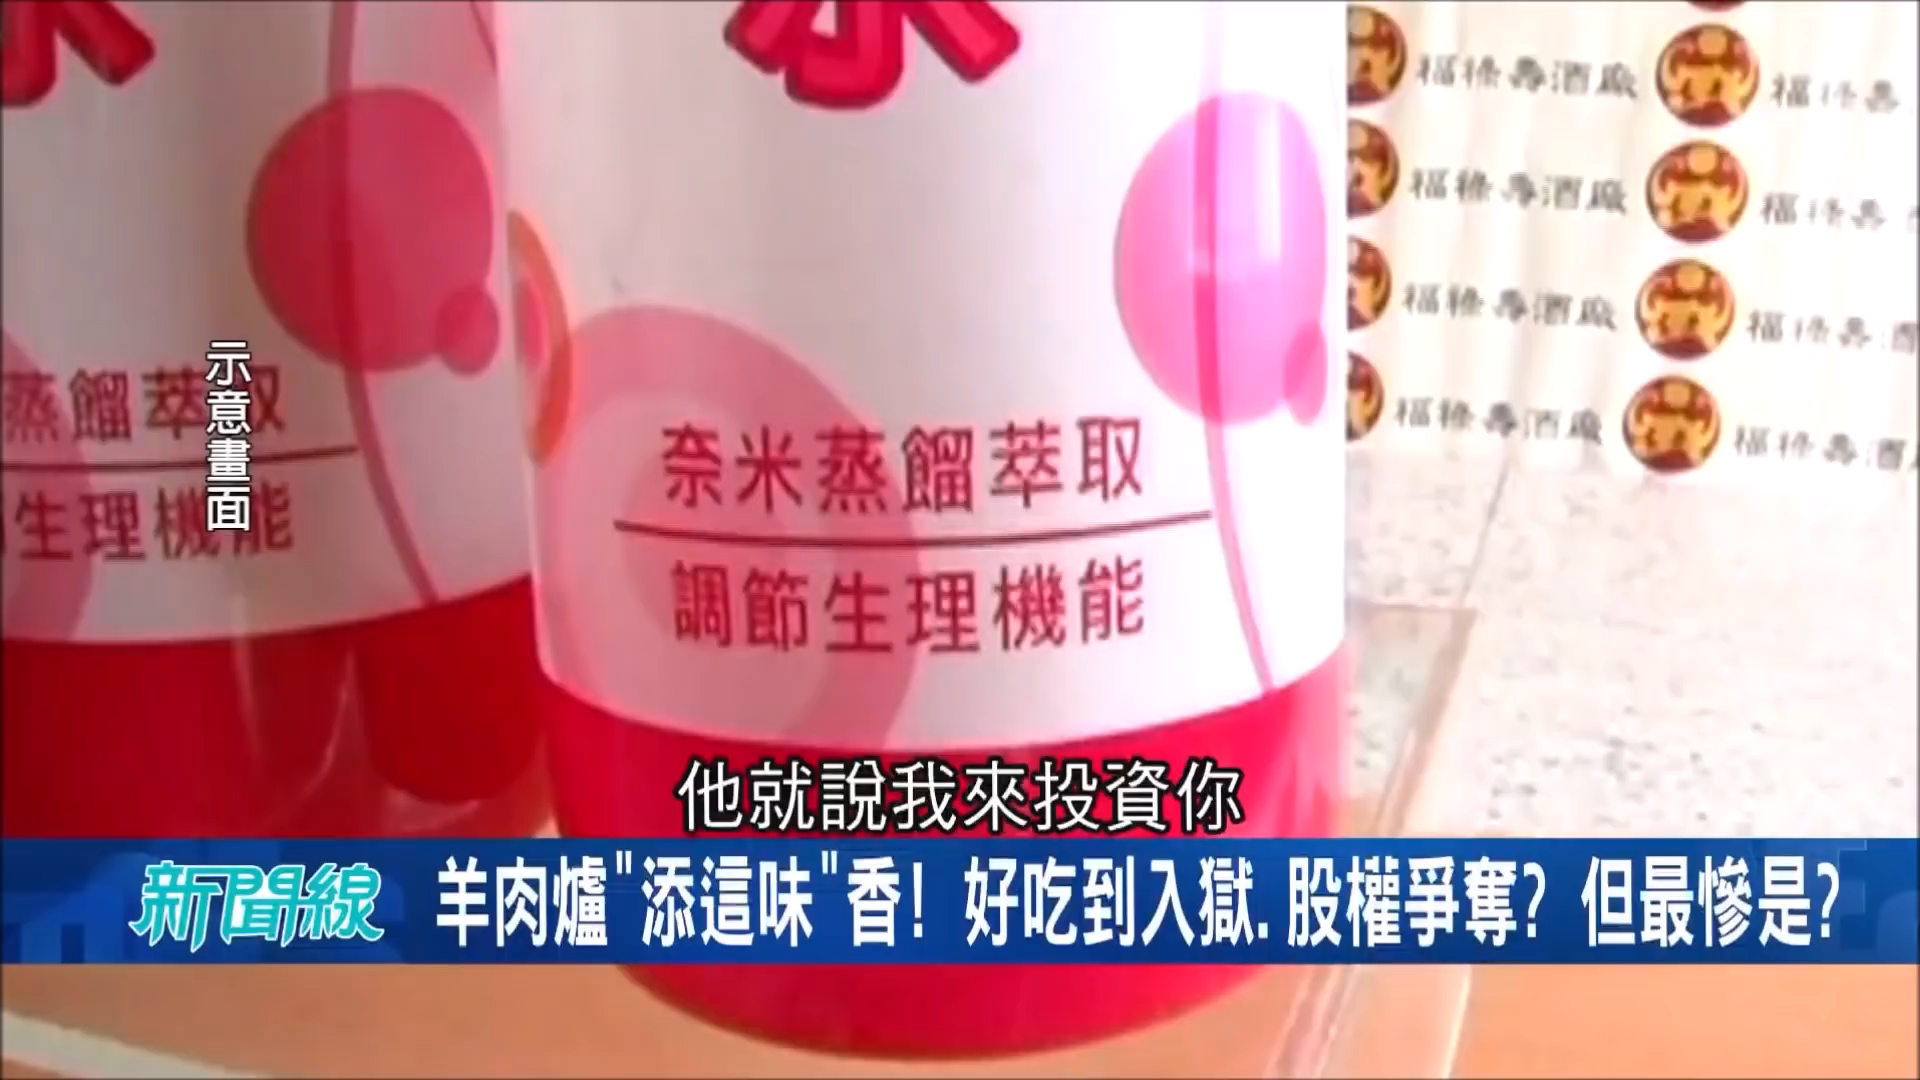 福祿壽酒廠
福祿壽酒廠
福祿壽酒廠
福祿壽酒廠
示意畫面
蒸餾萃取
生理機能
奈米蒸餾萃取
調節生理機能
他就說我來投資你
新聞線
羊肉爐"添這味"香! 好吃到入獄.股權爭奪? 但最慘是?